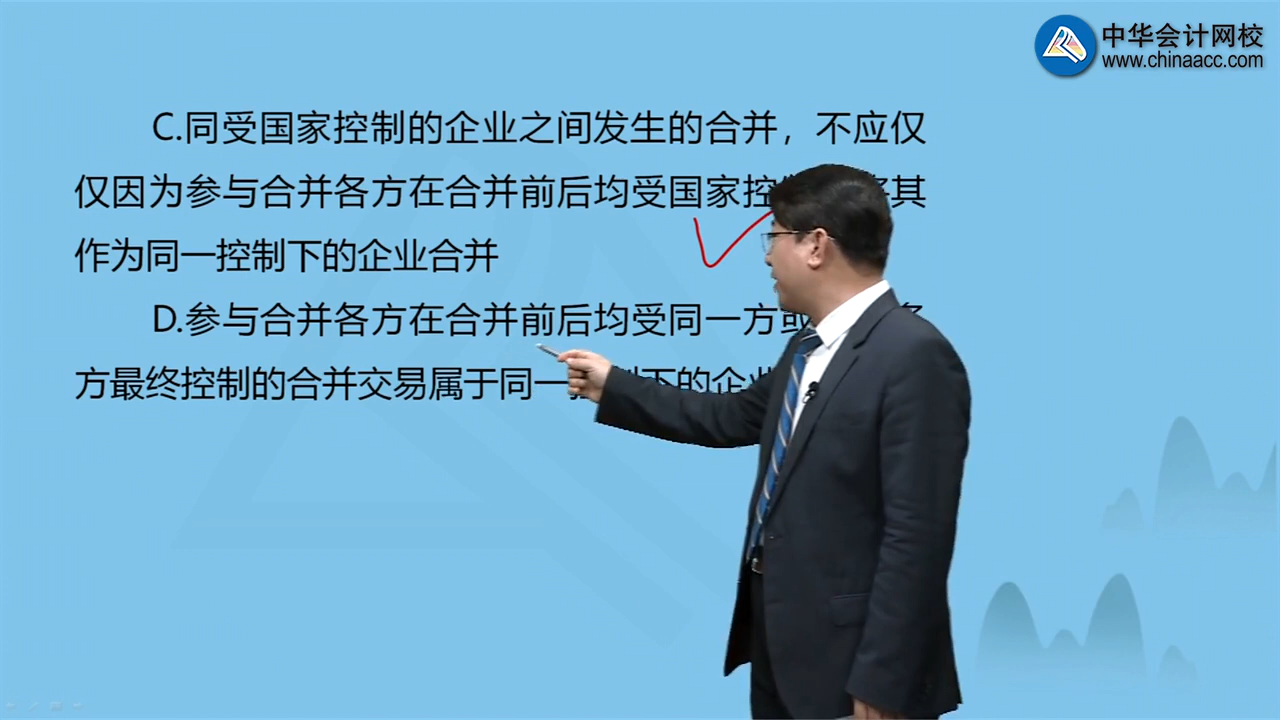 中华会计网校
www.chinaacc.com
C.同受国家控制的企业之间发生的合并，不应仅
仅因为参与合并各方在合并前后均受国家控 其
作为同一控制下的企业合并
D.参与合并各方在合并前后均受同一方或
方最终控制的合并交易属于同一 下的企